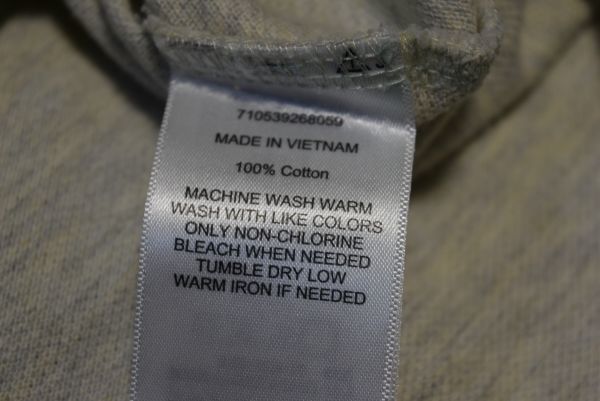 710539268059
MADE IN VIETNAM
100% Cotton
MACHINE WASH WARM
WASH WITH LIKE COLORS
ONLY NON-CHLORINE
BLEACH WHEN NEEDED
TUMBLE DRY LOW
WARM IRON IF NEEDED